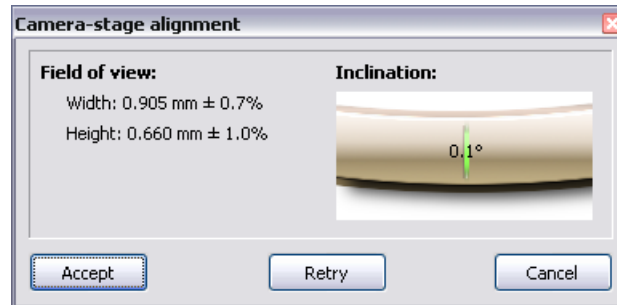 Camera-stage alignment
Field of view:
Width: 0.905 mm ± 0.7%
Height: 0.660 mm ± 1.0%
Inclination:
0.1°
Accept
Retry
Cancel